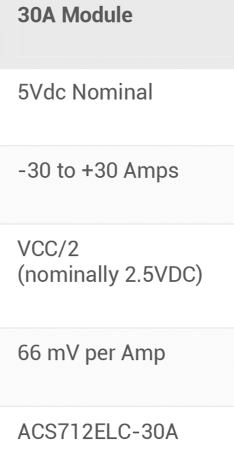 30A Module
5Vdc Nominal
-30 to +30 Amps
VCC/2
(nominally 2.5VDC)
66 mV per Amp
ACS712ELC-30A